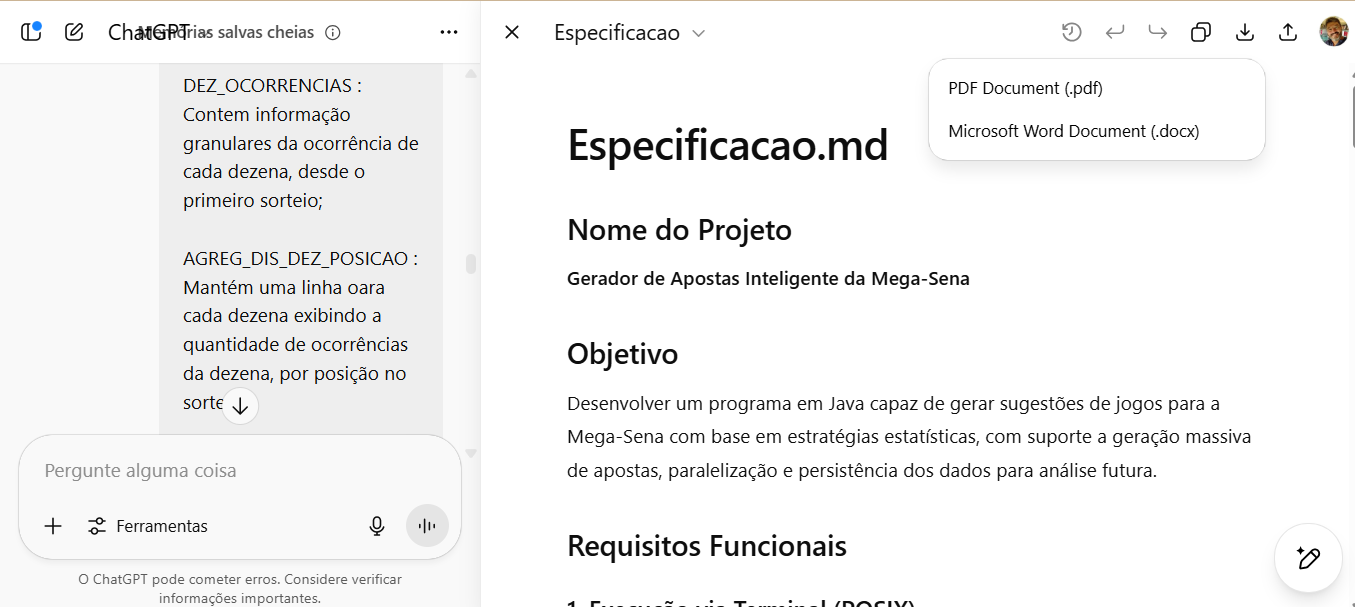 ChatGPT
Memórias salvas cheias
DEZ_OCORRENCIAS :
Contem informação
granulares da ocorrência de
cada dezena, desde o
primeiro sorteio;
AGREG_DIS_DEZ_POSICAO :
Mantém uma linha oara
cada dezena exibindo a
quantidade de ocorrências
da dezena, por posição no
sorte
Pergunte alguma coisa
Ferramentas
O ChatGPT pode cometer erros. Considere verificar
informações importantes.
Especificacao
PDF Document (.pdf)
Microsoft Word Document (.docx)
Especificacao.md
Nome do Projeto
Gerador de Apostas Inteligente da Mega-Sena
Objetivo
Desenvolver um programa em Java capaz de gerar sugestões de jogos para a
Mega-Sena com base em estratégias estatísticas, com suporte a geração massiva
de apostas, paralelização e persistência dos dados para análise futura.
Requisitos Funcionais
1. Execução via Terminal (POSIX)